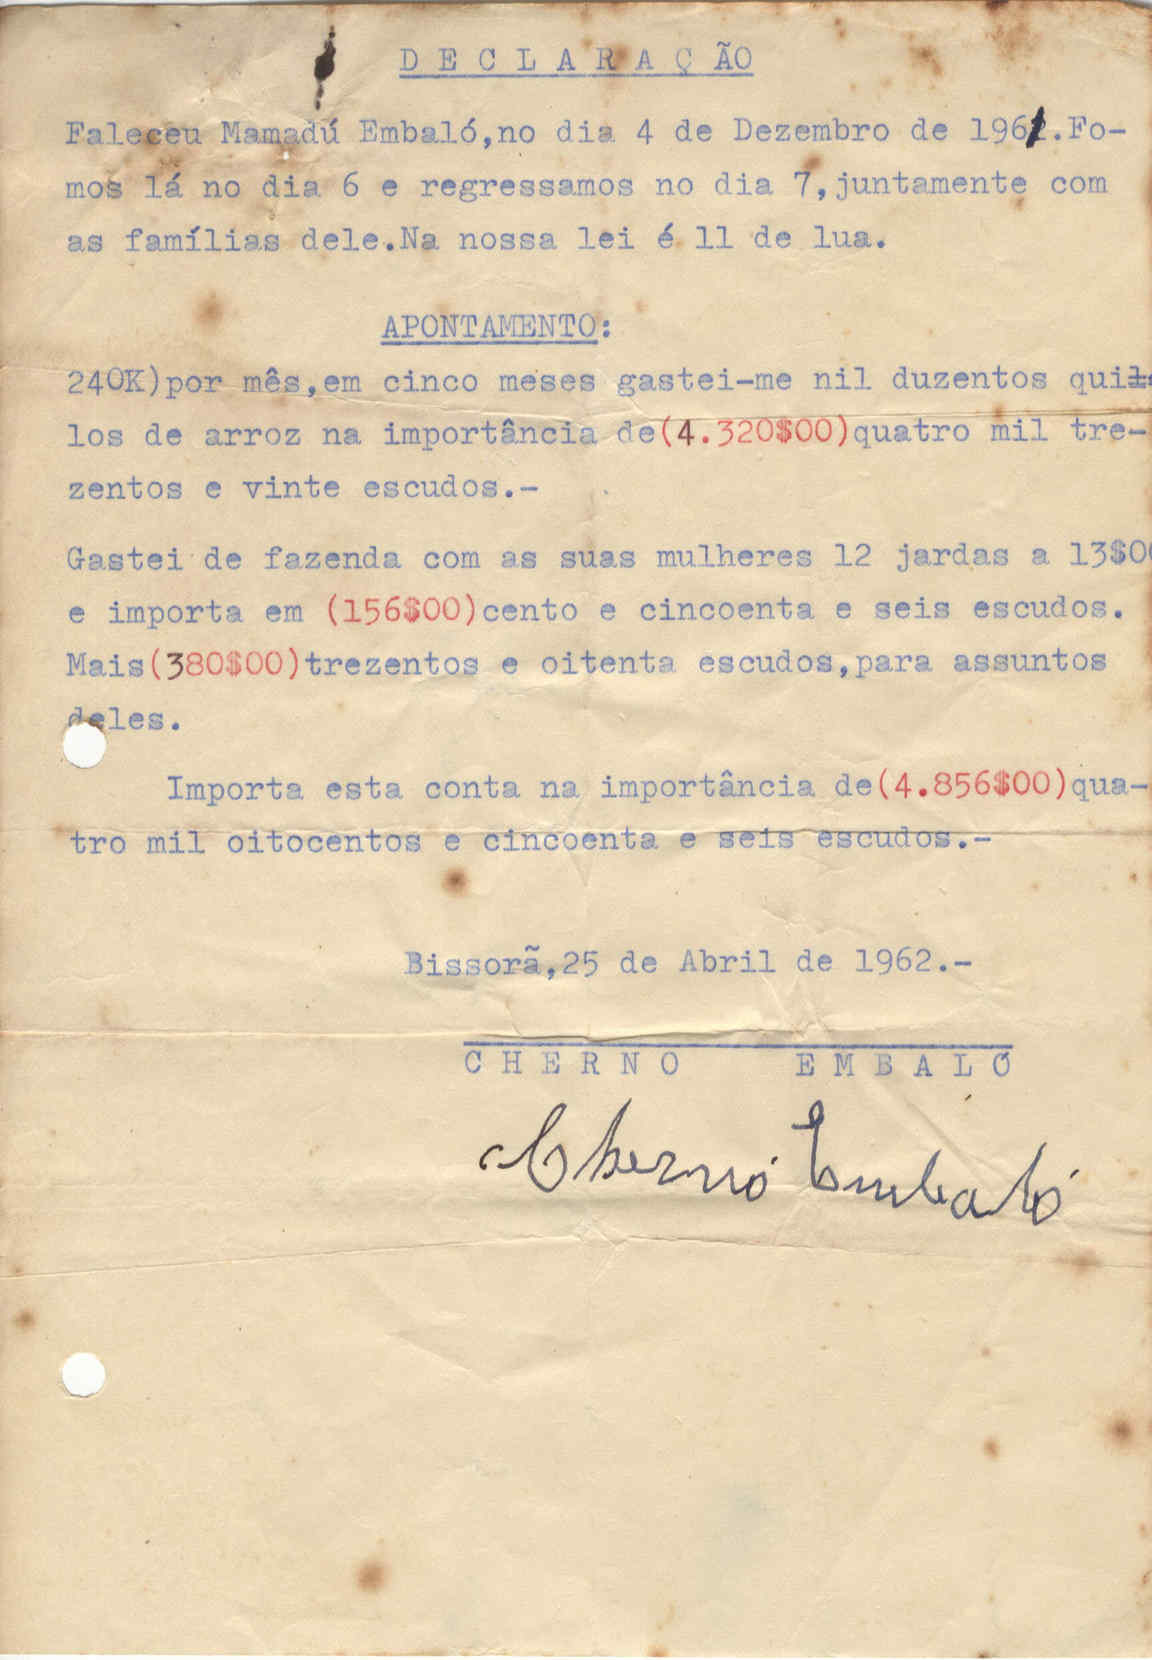 DECLARAÇÃO
Faleceu Mamadú Embaló,no dia 4 de Dezembro de 1961.Fo-
mos lá no dia 6 e regressamos no dia 7,juntamente com
as famílias dele.Na nossa lei é 11 de lua.
APONTAMENTO:
240K)por mês,em cinco meses gastei-me nil duzentos qui
los de arroz na importância de(4.320$00)quatro mil tre-
zentos e vinte escudos.-
Gastei de fazenda com as suas mulheres 12 jardas a 13$00
e importa em (156$00)cento e cincoenta e seis escudos.
Mais(380$00)trezentos e oitenta escudos,para assuntos
deles.
Importa esta conta na importância de(4.856$00)qua-
tro mil oitocentos e cincoenta e seis escudos.-
Bissorã,25 de Abril de 1962.-
CHERNO EMBALÓ
Chernó Embaló